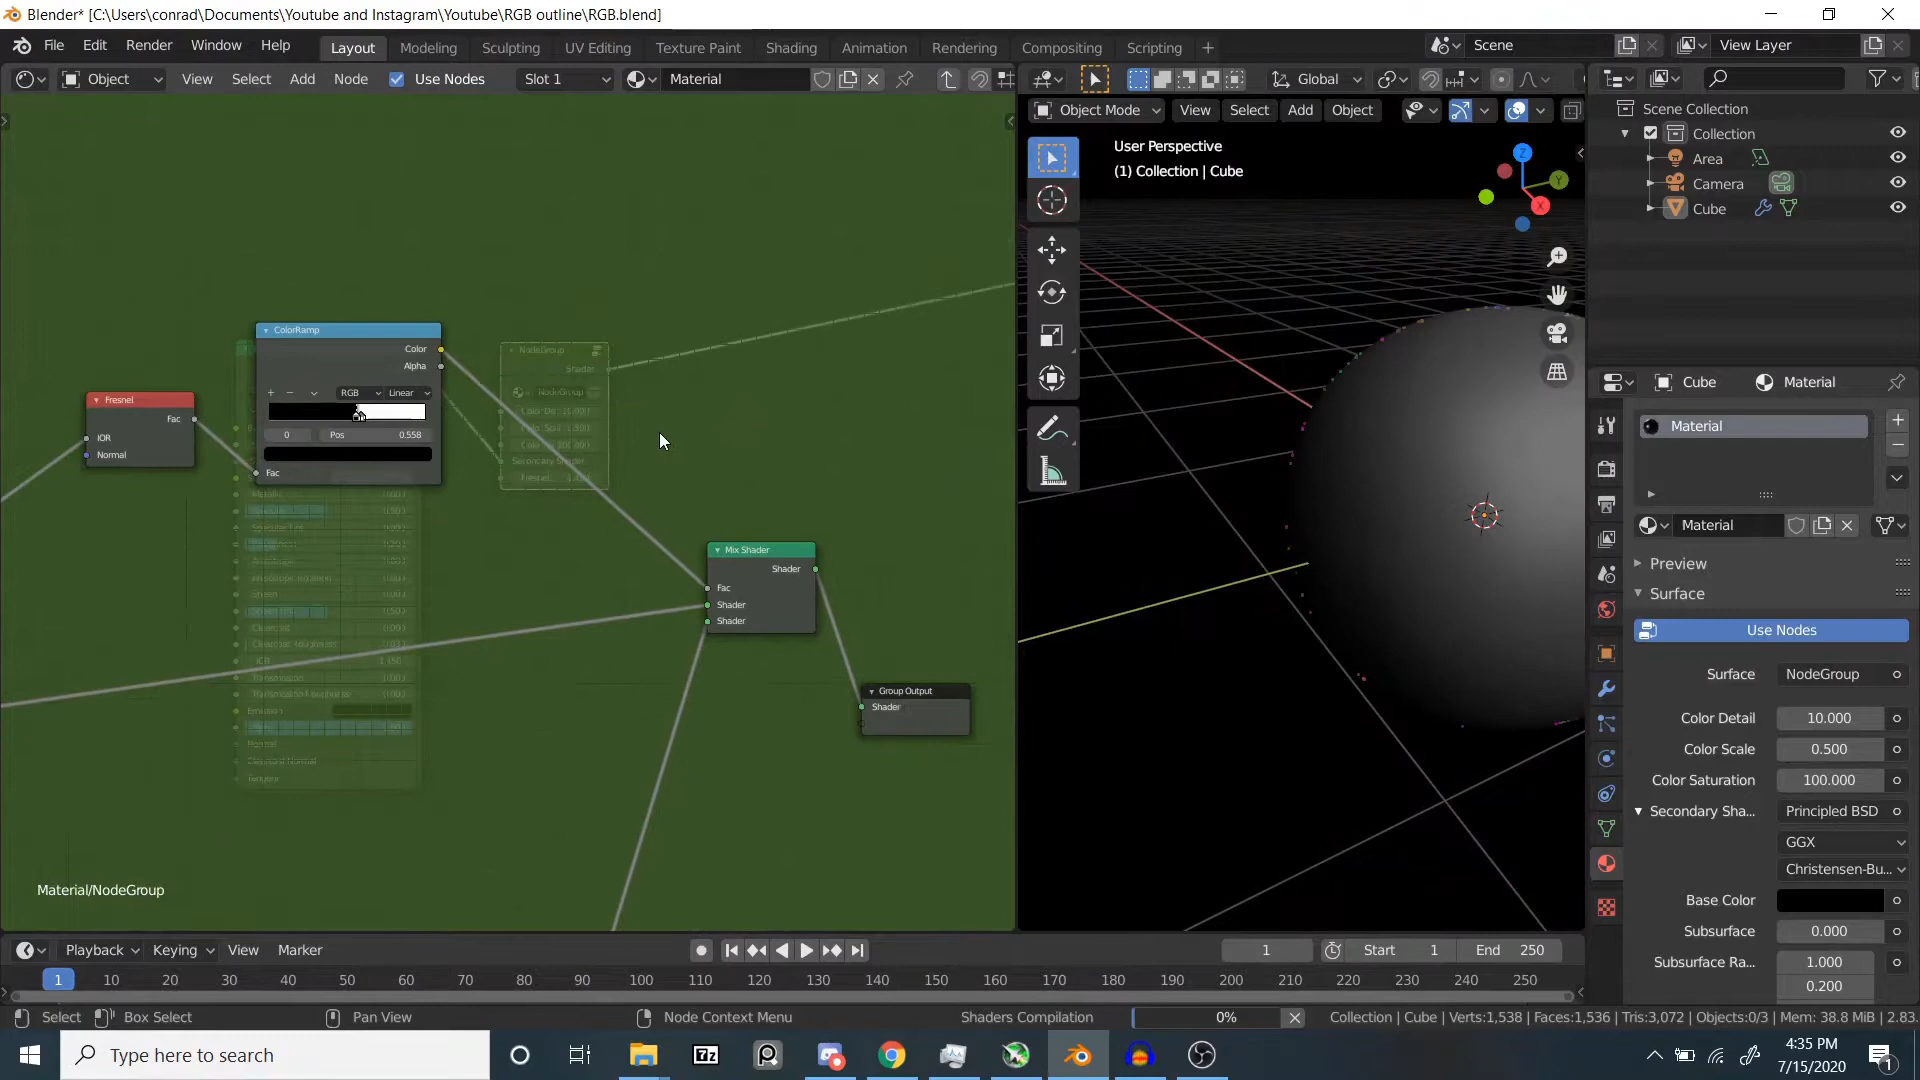 Blender* [C:\Users\conrad\Documents\Youtube and Instagram\Youtube\RGB outline\RGB.blend]
File Edit Render Window Help Layout Modeling Sculpting UV Editing Texture Paint Shading Animation Rendering Compositing Scripting + Scene View Layer
Object View Select Add Node Use Nodes Slot 1 Material Global
Object Mode View Select Add Object
User Perspective
(1) Collection | Cube
Z
Y
X
Scene Collection
Collection
Area
Camera
Cube
ColorRamp
Color
Alpha
RGB Linear
0 Pos 0.558
Fac
Fresnel
Fac
IOR
Normal
NodeGroup
Shader
NodeGroup
Secondary Shader
Mix Shader
Shader
Fac
Shader
Shader
Group Output
Shader
Material/NodeGroup
Cube Material
Material
Material
Preview
Surface
Use Nodes
Surface NodeGroup
Color Detail 10.000
Color Scale 0.500
Color Saturation 100.000
Secondary Sha... Principled BSD
GGX
Christensen-Bu...
Base Color
Subsurface 0.000
Subsurface Ra... 1.000
0.200
Playback Keying View Marker 1 Start 1 End 250
1 10 20 30 40 50 60 70 80 90 100 110 120 130 140 150 160 170 180 190 200 210 220 230 240 250
Select Box Select Pan View Node Context Menu Shaders Compilation 0% Collection | Cube | Verts:1,538 | Faces:1,536 | Tris:3,072 | Objects:0/3 | Mem: 38.8 MiB | 2.83.
Type here to search
4:35 PM
7/15/2020
1